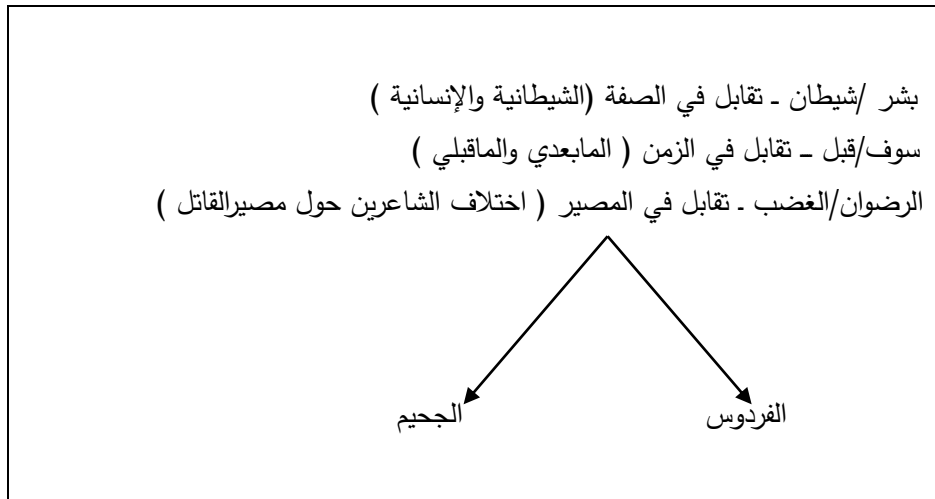 بشر /شيطان ـ تقابل في الصفة (الشيطانية والإنسانية )
سوف/قبل ــ تقابل في الزمن ( المابعدي والماقبلي )
الرضوان/الغضب ـ تقابل في المصير ( اختلاف الشاعرين حول مصيرالقاتل )
الفردوس
الجحيم